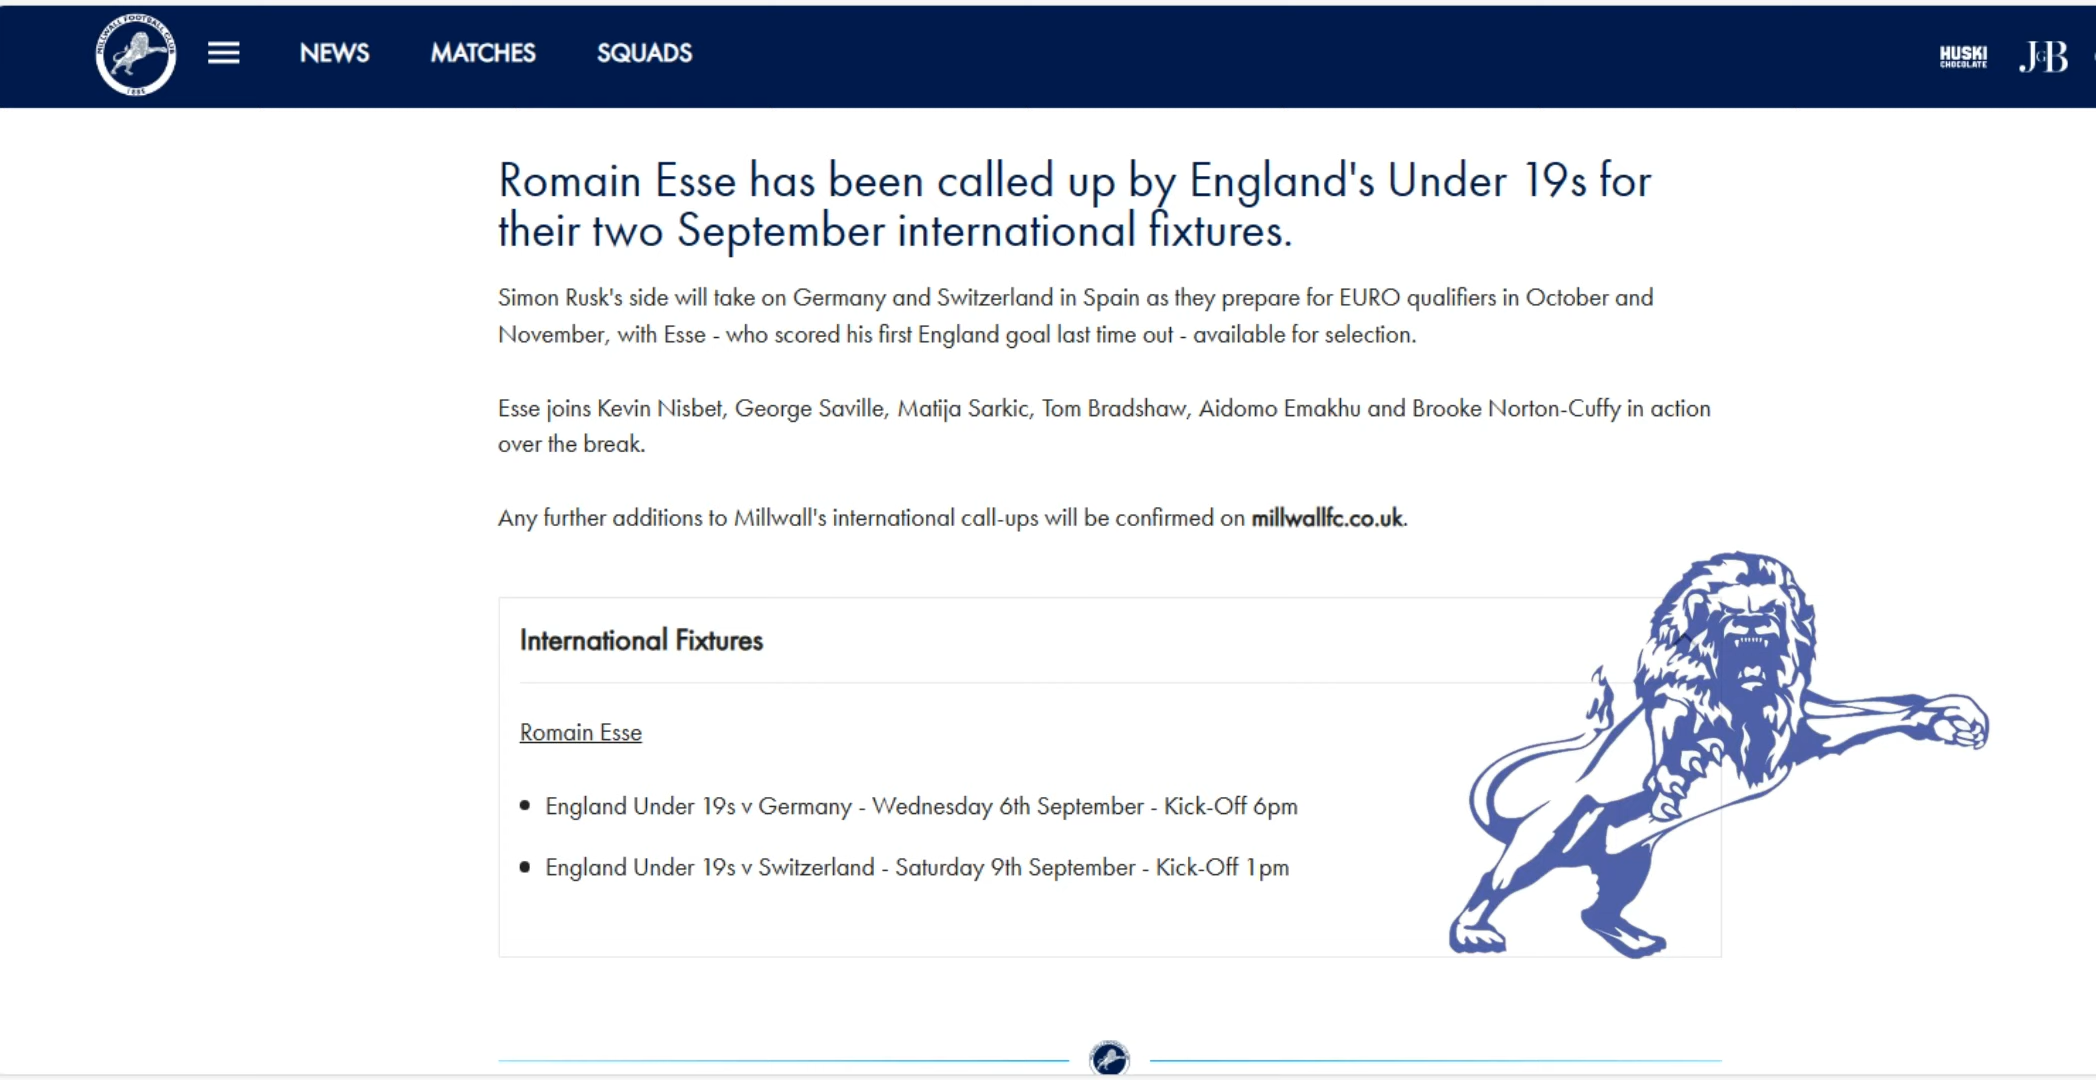 MILLWALL FOOTBALL CLUB
1885
NEWS MATCHES SQUADS
HUSKI
CHOCOLATE
JGB
Romain Esse has been called up by England's Under 19s for
their two September international fixtures.
Simon Rusk's side will take on Germany and Switzerland in Spain as they prepare for EURO qualifiers in October and
November, with Esse - who scored his first England goal last time out - available for selection.
Esse joins Kevin Nisbet, George Saville, Matija Sarkic, Tom Bradshaw, Aidomo Emakhu and Brooke Norton-Cuffy in action
over the break.
Any further additions to Millwall's international call-ups will be confirmed on millwallfc.co.uk.
International Fixtures
Romain Esse
England Under 19s v Germany - Wednesday 6th September - Kick-Off 6pm
England Under 19s v Switzerland - Saturday 9th September - Kick-Off 1pm